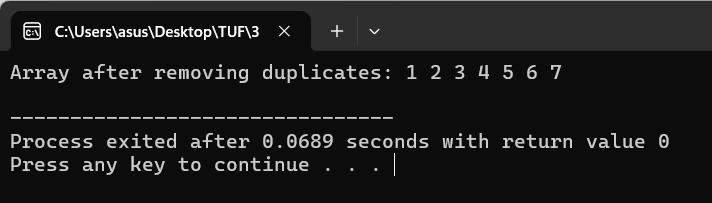 C:\Users\asus\Desktop\TUF\3
Array after removing duplicates: 1 2 3 4 5 6 7
--------------------------------
Process exited after 0.0689 seconds with return value 0
Press any key to continue . . .